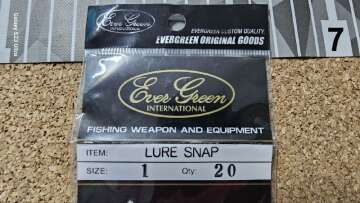 Ever Green
INTERNATIONAL
EVERGREEN CUSTOM QUALITY
EVERGREEN ORIGINAL GOODS
7
Ever Green
INTERNATIONAL
FISHING WEAPON AND EQUIPMENT
ITEM: LURE SNAP
SIZE: 1 Qty: 20